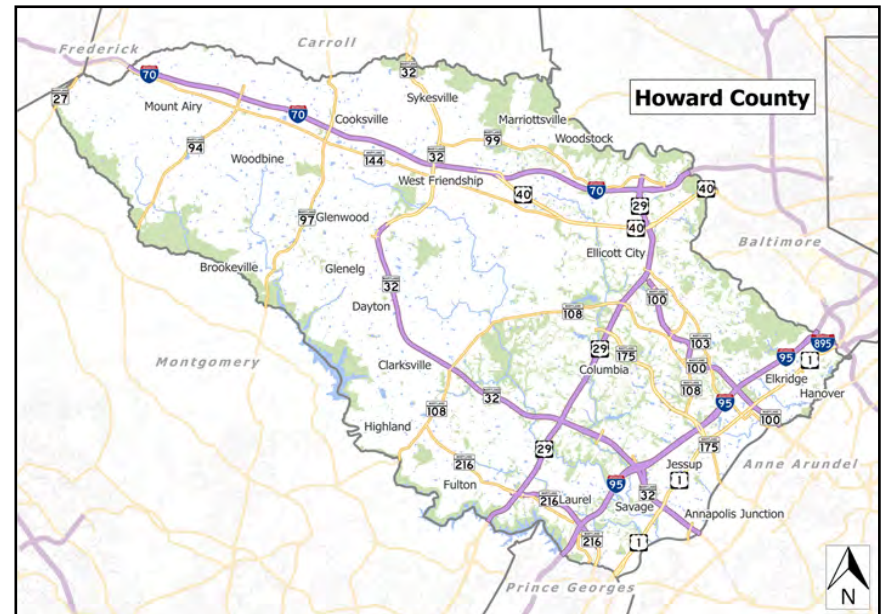 Frederick
Carroll
32
70
27
Mount Airy
Sykesville
Howard County
70
Cooksville
Marriottsville
94
99
Woodstock
Woodbine
144
32
West Friendship
40
70
40
29
97
Glenwood
40
Baltimore
Ellicott City
Brookeville
Glenelg
32
100
Dayton
108
103
895
29
175
95
1
Montgomery
Clarksville
Columbia
100
Elkridge
32
108
Hanover
108
95
100
Highland
175
29
216
Jessup
Anne Arundel
Fulton
95
1
216
Laurel
32
Savage
Annapolis Junction
216
1
Prince Georges
N